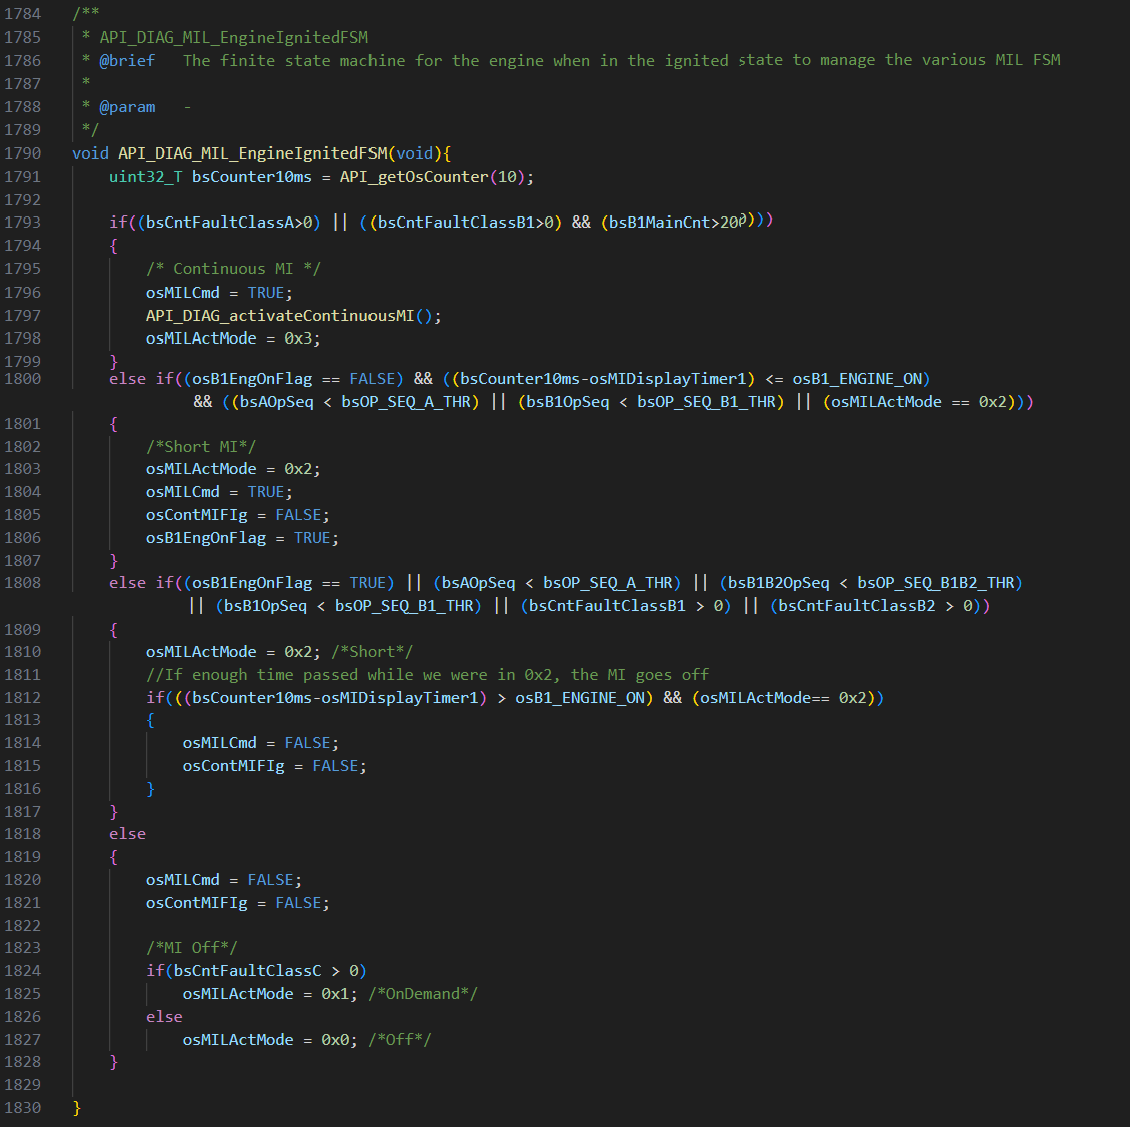 1784 /**
1785 * API_DIAG_MIL_EngineIgnitedFSM
1786 * @brief The finite state machine for the engine when in the ignited state to manage the various MIL FSM
1787 *
1788 * @param -
1789 */
1790 void API_DIAG_MIL_EngineIgnitedFSM(void){
1791 uint32_T bsCounter10ms = API_getOsCounter(10);
1792
1793 if((bsCntFaultClassA>0) || ((bsCntFaultClassB1>0) && (bsB1MainCnt>200)))
1794 {
1795 /* Continuous MI */
1796 osMILCmd = TRUE;
1797 API_DIAG_activateContinuousMI();
1798 osMILActMode = 0x3;
1799 }
1800 else if((osB1EngOnFlag == FALSE) && ((bsCounter10ms-osMIDisplayTimer1) <= osB1_ENGINE_ON)
&& ((bsAOpSeq < bsOP_SEQ_A_THR) || (bsB1OpSeq < bsOP_SEQ_B1_THR) || (osMILActMode == 0x2)))
1801 {
1802 /*Short MI*/
1803 osMILActMode = 0x2;
1804 osMILCmd = TRUE;
1805 osContMIFIg = FALSE;
1806 osB1EngOnFlag = TRUE;
1807 }
1808 else if((osB1EngOnFlag == TRUE) || (bsAOpSeq < bsOP_SEQ_A_THR) || (bsB1B2OpSeq < bsOP_SEQ_B1B2_THR)
|| (bsB1OpSeq < bsOP_SEQ_B1_THR) || (bsCntFaultClassB1 > 0) || (bsCntFaultClassB2 > 0))
1809 {
1810 osMILActMode = 0x2; /*Short*/
1811 //If enough time passed while we were in 0x2, the MI goes off
1812 if(((bsCounter10ms-osMIDisplayTimer1) > osB1_ENGINE_ON) && (osMILActMode== 0x2))
1813 {
1814 osMILCmd = FALSE;
1815 osContMIFIg = FALSE;
1816 }
1817 }
1818 else
1819 {
1820 osMILCmd = FALSE;
1821 osContMIFIg = FALSE;
1822
1823 /*MI Off*/
1824 if(bsCntFaultClassC > 0)
1825 osMILActMode = 0x1; /*OnDemand*/
1826 else
1827 osMILActMode = 0x0; /*Off*/
1828 }
1829
1830 }